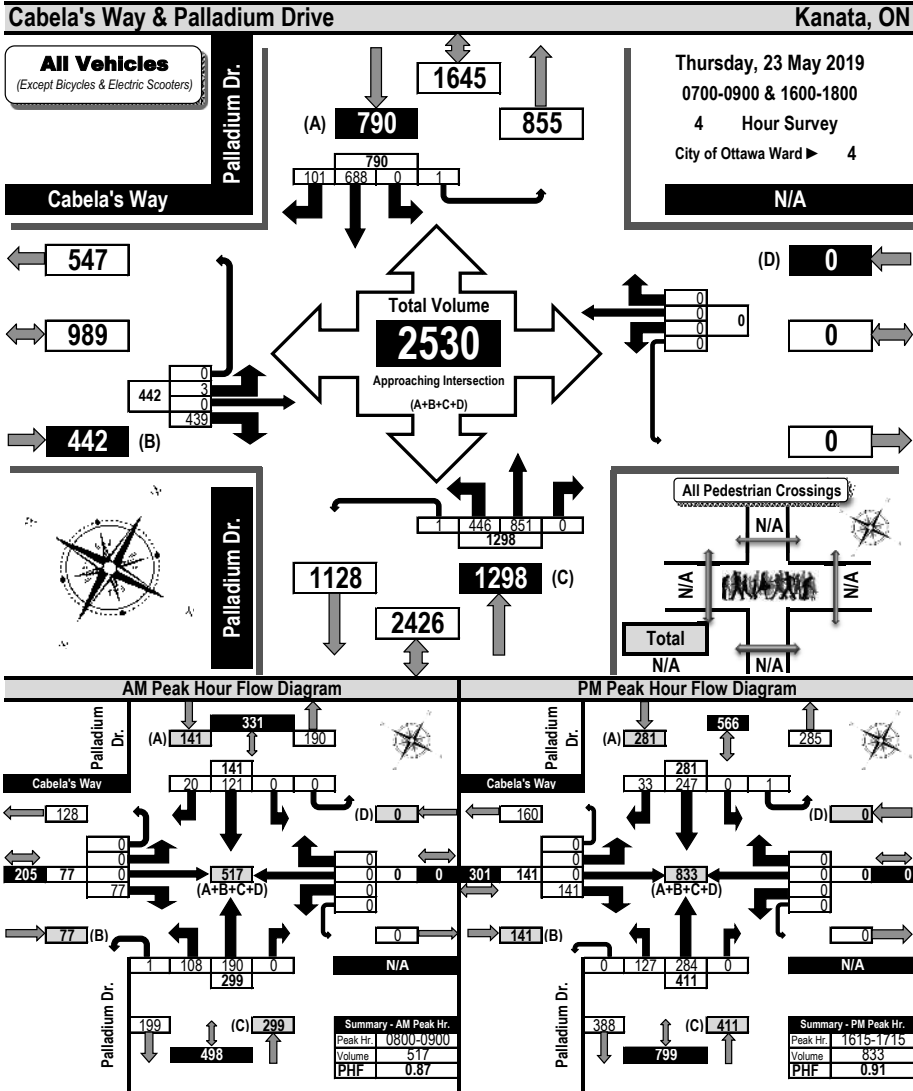 Cabela's Way & Palladium Drive Kanata, ON
All Vehicles
(Except Bicycles & Electric Scooters)
Palladium Dr.
Cabela's Way
1645
(A) 790 855
790
101 688 0 1
Thursday, 23 May 2019
0700-0900 & 1600-1800
4 Hour Survey
City of Ottawa Ward ► 4
N/A
547
989
0
3
0
439
442
442 (B)
Total Volume
2530
Approaching Intersection
(A+B+C+D)
(D) 0
0
0
0
0
0
0
0
1 446 851 0
1298
1128 1298 (C)
2426
Palladium Dr.
All Pedestrian Crossings
N/A
N/A N/A
Total
N/A N/A
AM Peak Hour Flow Diagram
Palladium
Dr.
Cabela's Way
331
(A) 141 190
141
20 121 0 0
128
(D) 0
0
0
205 77 0
77
517
(A+B+C+D)
0
0
0 0 0
0
77 (B)
0
1 108 190 0
299
N/A
Palladium Dr.
199 (C) 299
498
Summary - AM Peak Hr.
Peak Hr. 0800-0900
Volume 517
PHF 0.87
PM Peak Hour Flow Diagram
Palladium
Dr.
Cabela's Way
566
(A) 281 285
281
33 247 0 1
160
(D) 0
0
0
301 141 0
141
833
(A+B+C+D)
0
0
0 0 0
0
141 (B)
0
0 127 284 0
411
N/A
Palladium Dr.
388 (C) 411
799
Summary - PM Peak Hr.
Peak Hr. 1615-1715
Volume 833
PHF 0.91